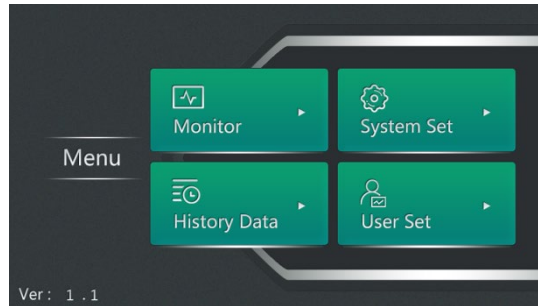 Monitor
System Set
Menu
History Data
User Set
Ver: 1.1